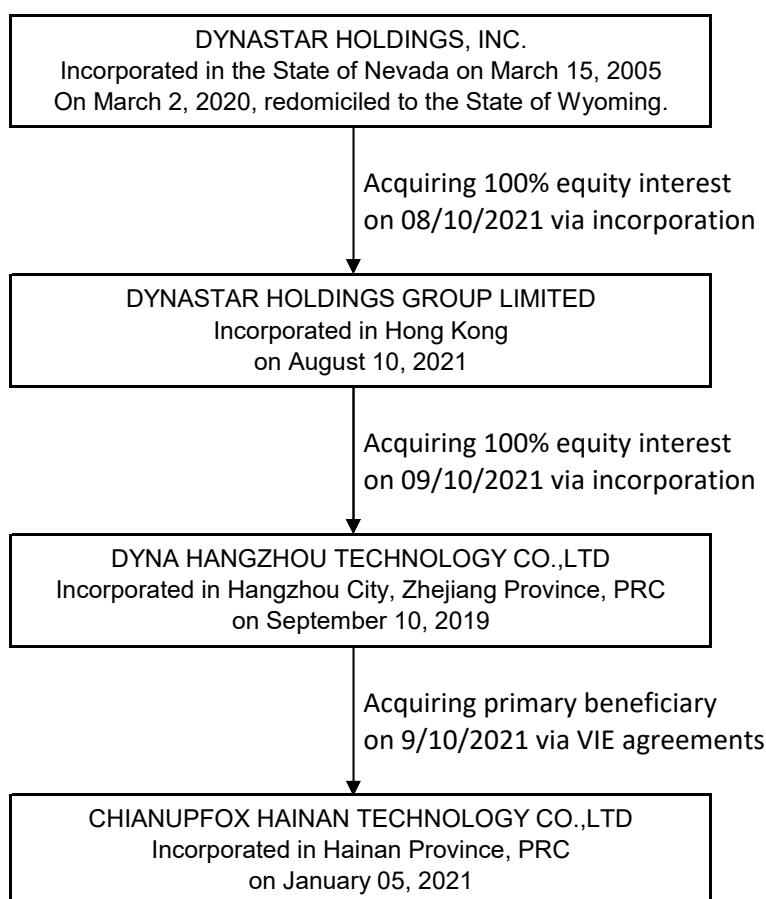 DYNASTAR HOLDINGS, INC.
Incorporated in the State of Nevada on March 15, 2005
On March 2, 2020, redomiciled to the State of Wyoming.
Acquiring 100% equity interest
on 08/10/2021 via incorporation
DYNASTAR HOLDINGS GROUP LIMITED
Incorporated in Hong Kong
on August 10, 2021
Acquiring 100% equity interest
on 09/10/2021 via incorporation
DYNA HANGZHOU TECHNOLOGY CO.,LTD
Incorporated in Hangzhou City, Zhejiang Province, PRC
on September 10, 2019
Acquiring primary beneficiary
on 9/10/2021 via VIE agreements
CHIANUPFOX HAINAN TECHNOLOGY CO.,LTD
Incorporated in Hainan Province, PRC
on January 05, 2021